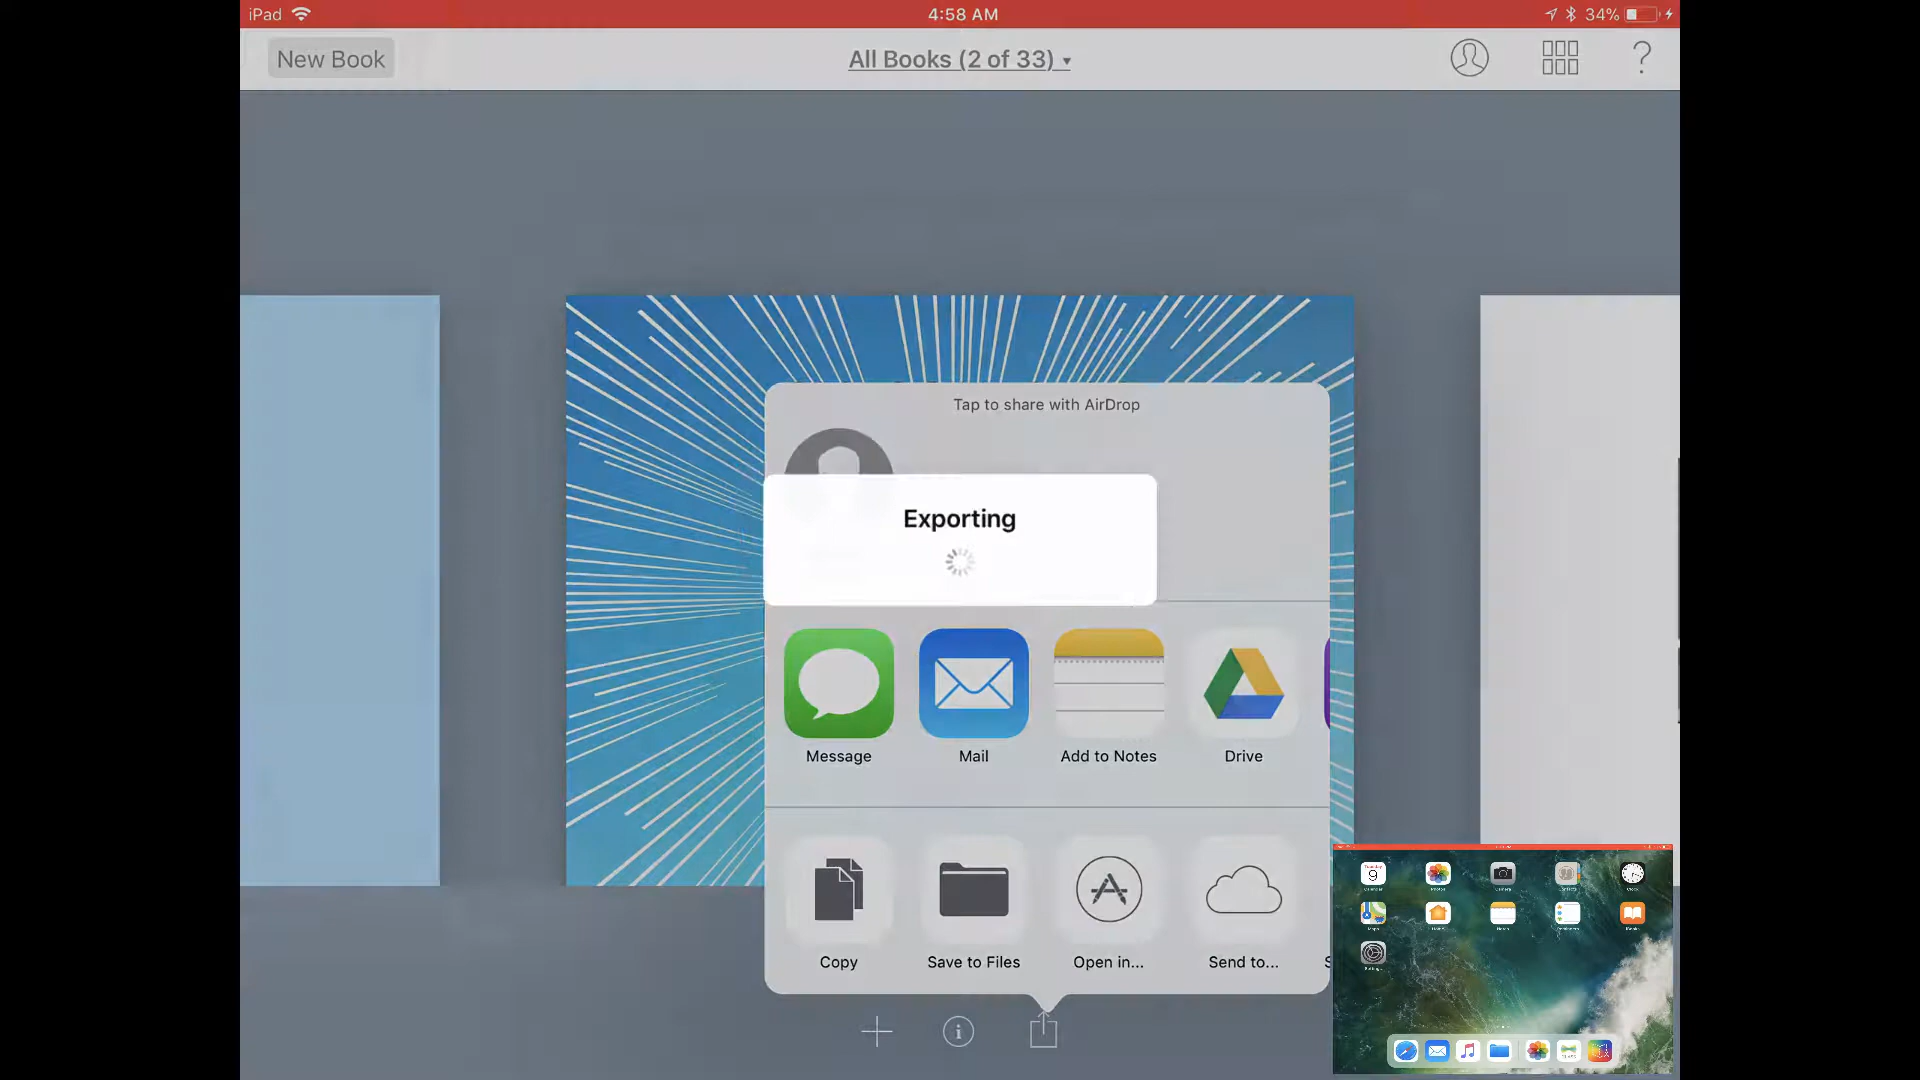 iPad 4:58 AM 34%
New Book All Books (2 of 33) ▾ ?
Tap to share with AirDrop
Exporting
Message Mail Add to Notes Drive
Copy Save to Files Open in... Send to...
9